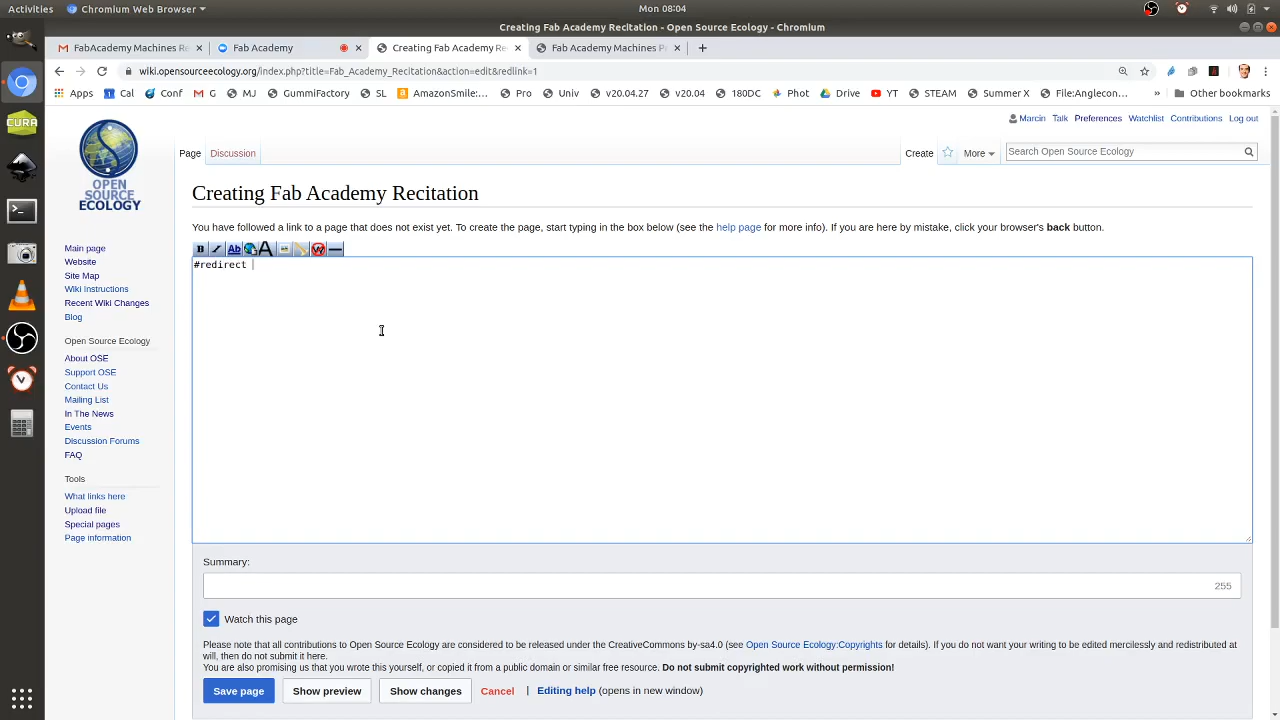 Activities Chromium Web Browser Mon 08:04
Creating Fab Academy Recitation - Open Source Ecology - Chromium
FabAcademy Machines Re Fab Academy Creating Fab Academy Re Fab Academy Machines P
wiki.opensourceecology.org/index.php?title=Fab_Academy_Recitation&action=edit&redlink=1
Apps Cal Conf G MJ GummiFactory SL AmazonSmile:... Pro Univ v20.04.27 v20.04 180DC Phot Drive YT STEAM Summer X File:Anglecon... » Other bookmarks
Marcin Talk Preferences Watchlist Contributions Log out
Page Discussion Create More Search Open Source Ecology
OPEN
SOURCE
ECOLOGY
Creating Fab Academy Recitation
You have followed a link to a page that does not exist yet. To create the page, start typing in the box below (see the help page for more info). If you are here by mistake, click your browser's back button.
B Ab A
#redirect
Main page
Website
Site Map
Wiki Instructions
Recent Wiki Changes
Blog
Open Source Ecology
About OSE
Support OSE
Contact Us
Mailing List
In The News
Events
Discussion Forums
FAQ
Tools
What links here
Upload file
Special pages
Page information
Summary:
255
Watch this page
Please note that all contributions to Open Source Ecology are considered to be released under the CreativeCommons by-sa4.0 (see Open Source Ecology:Copyrights for details). If you do not want your writing to be edited mercilessly and redistributed at
will, then do not submit it here.
You are also promising us that you wrote this yourself, or copied it from a public domain or similar free resource. Do not submit copyrighted work without permission!
Save page Show preview Show changes Cancel | Editing help (opens in new window)
CURA